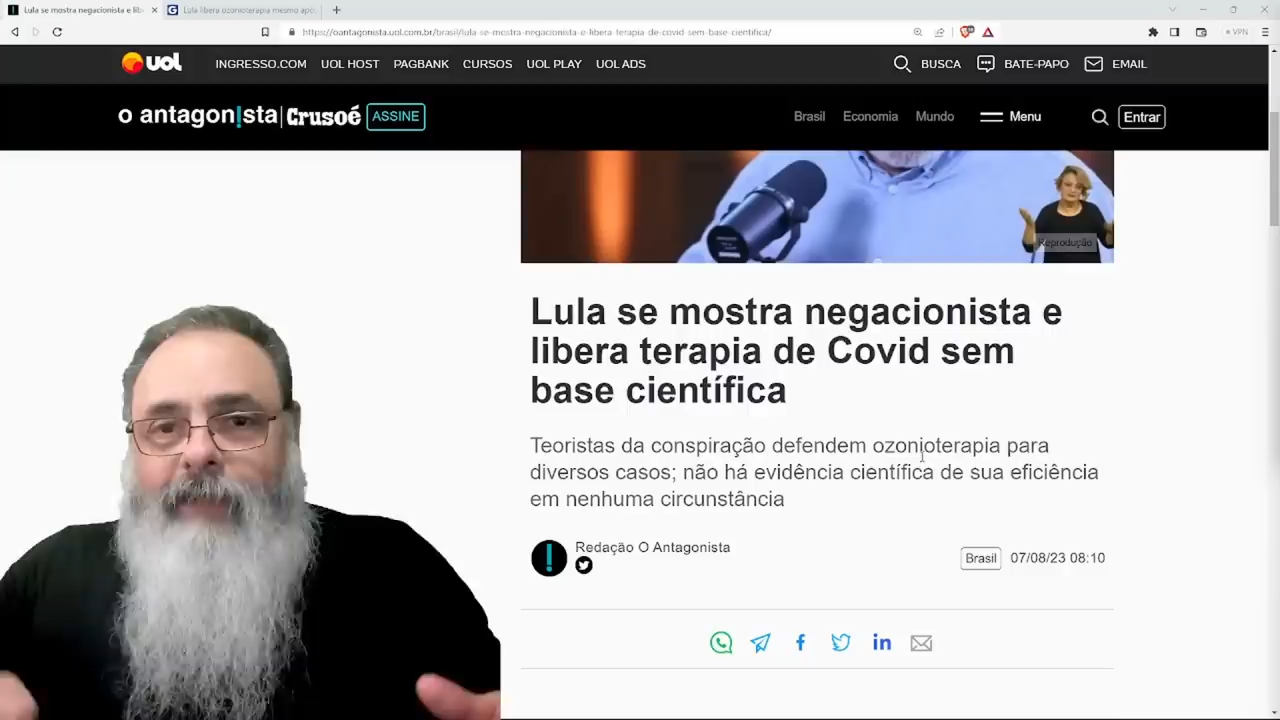 Lula se mostra negacionista e lib
Lula libera ozonioterapia mesmo apó
https://oantagonista.uol.com.br/brasil/lula-se-mostra-negacionista-e-libera-terapia-de-covid-sem-base-cientifica/
VPN
UOL
INGRESSO.COM UOL HOST PAGBANK CURSOS UOL PLAY UOL ADS
BUSCA BATE-PAPO EMAIL
o antagon!sta | Crusoé ASSINE
Brasil Economia Mundo Menu Entrar
Reprodução
Lula se mostra negacionista e
libera terapia de Covid sem
base científica
Teoristas da conspiração defendem ozonioterapia para
diversos casos; não há evidência científica de sua eficiência
em nenhuma circunstância
Redação O Antagonista
Brasil 07/08/23 08:10